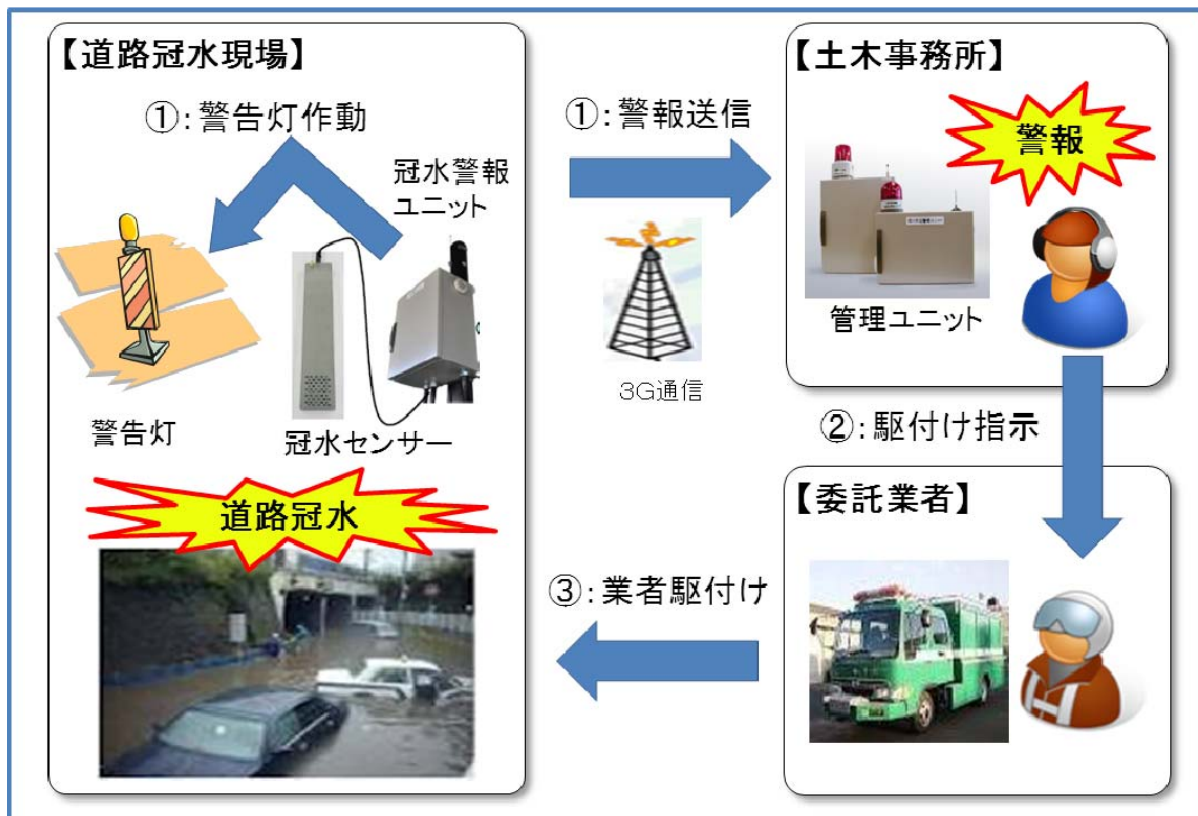 【道路冠水現場】
①:警告灯作動
冠水警報
ユニット
警告灯
冠水センサー
道路冠水
①:警報送信
3G通信
【土木事務所】
警報
管理ユニット
②:駆付け指示
【委託業者】
③:業者駆付け